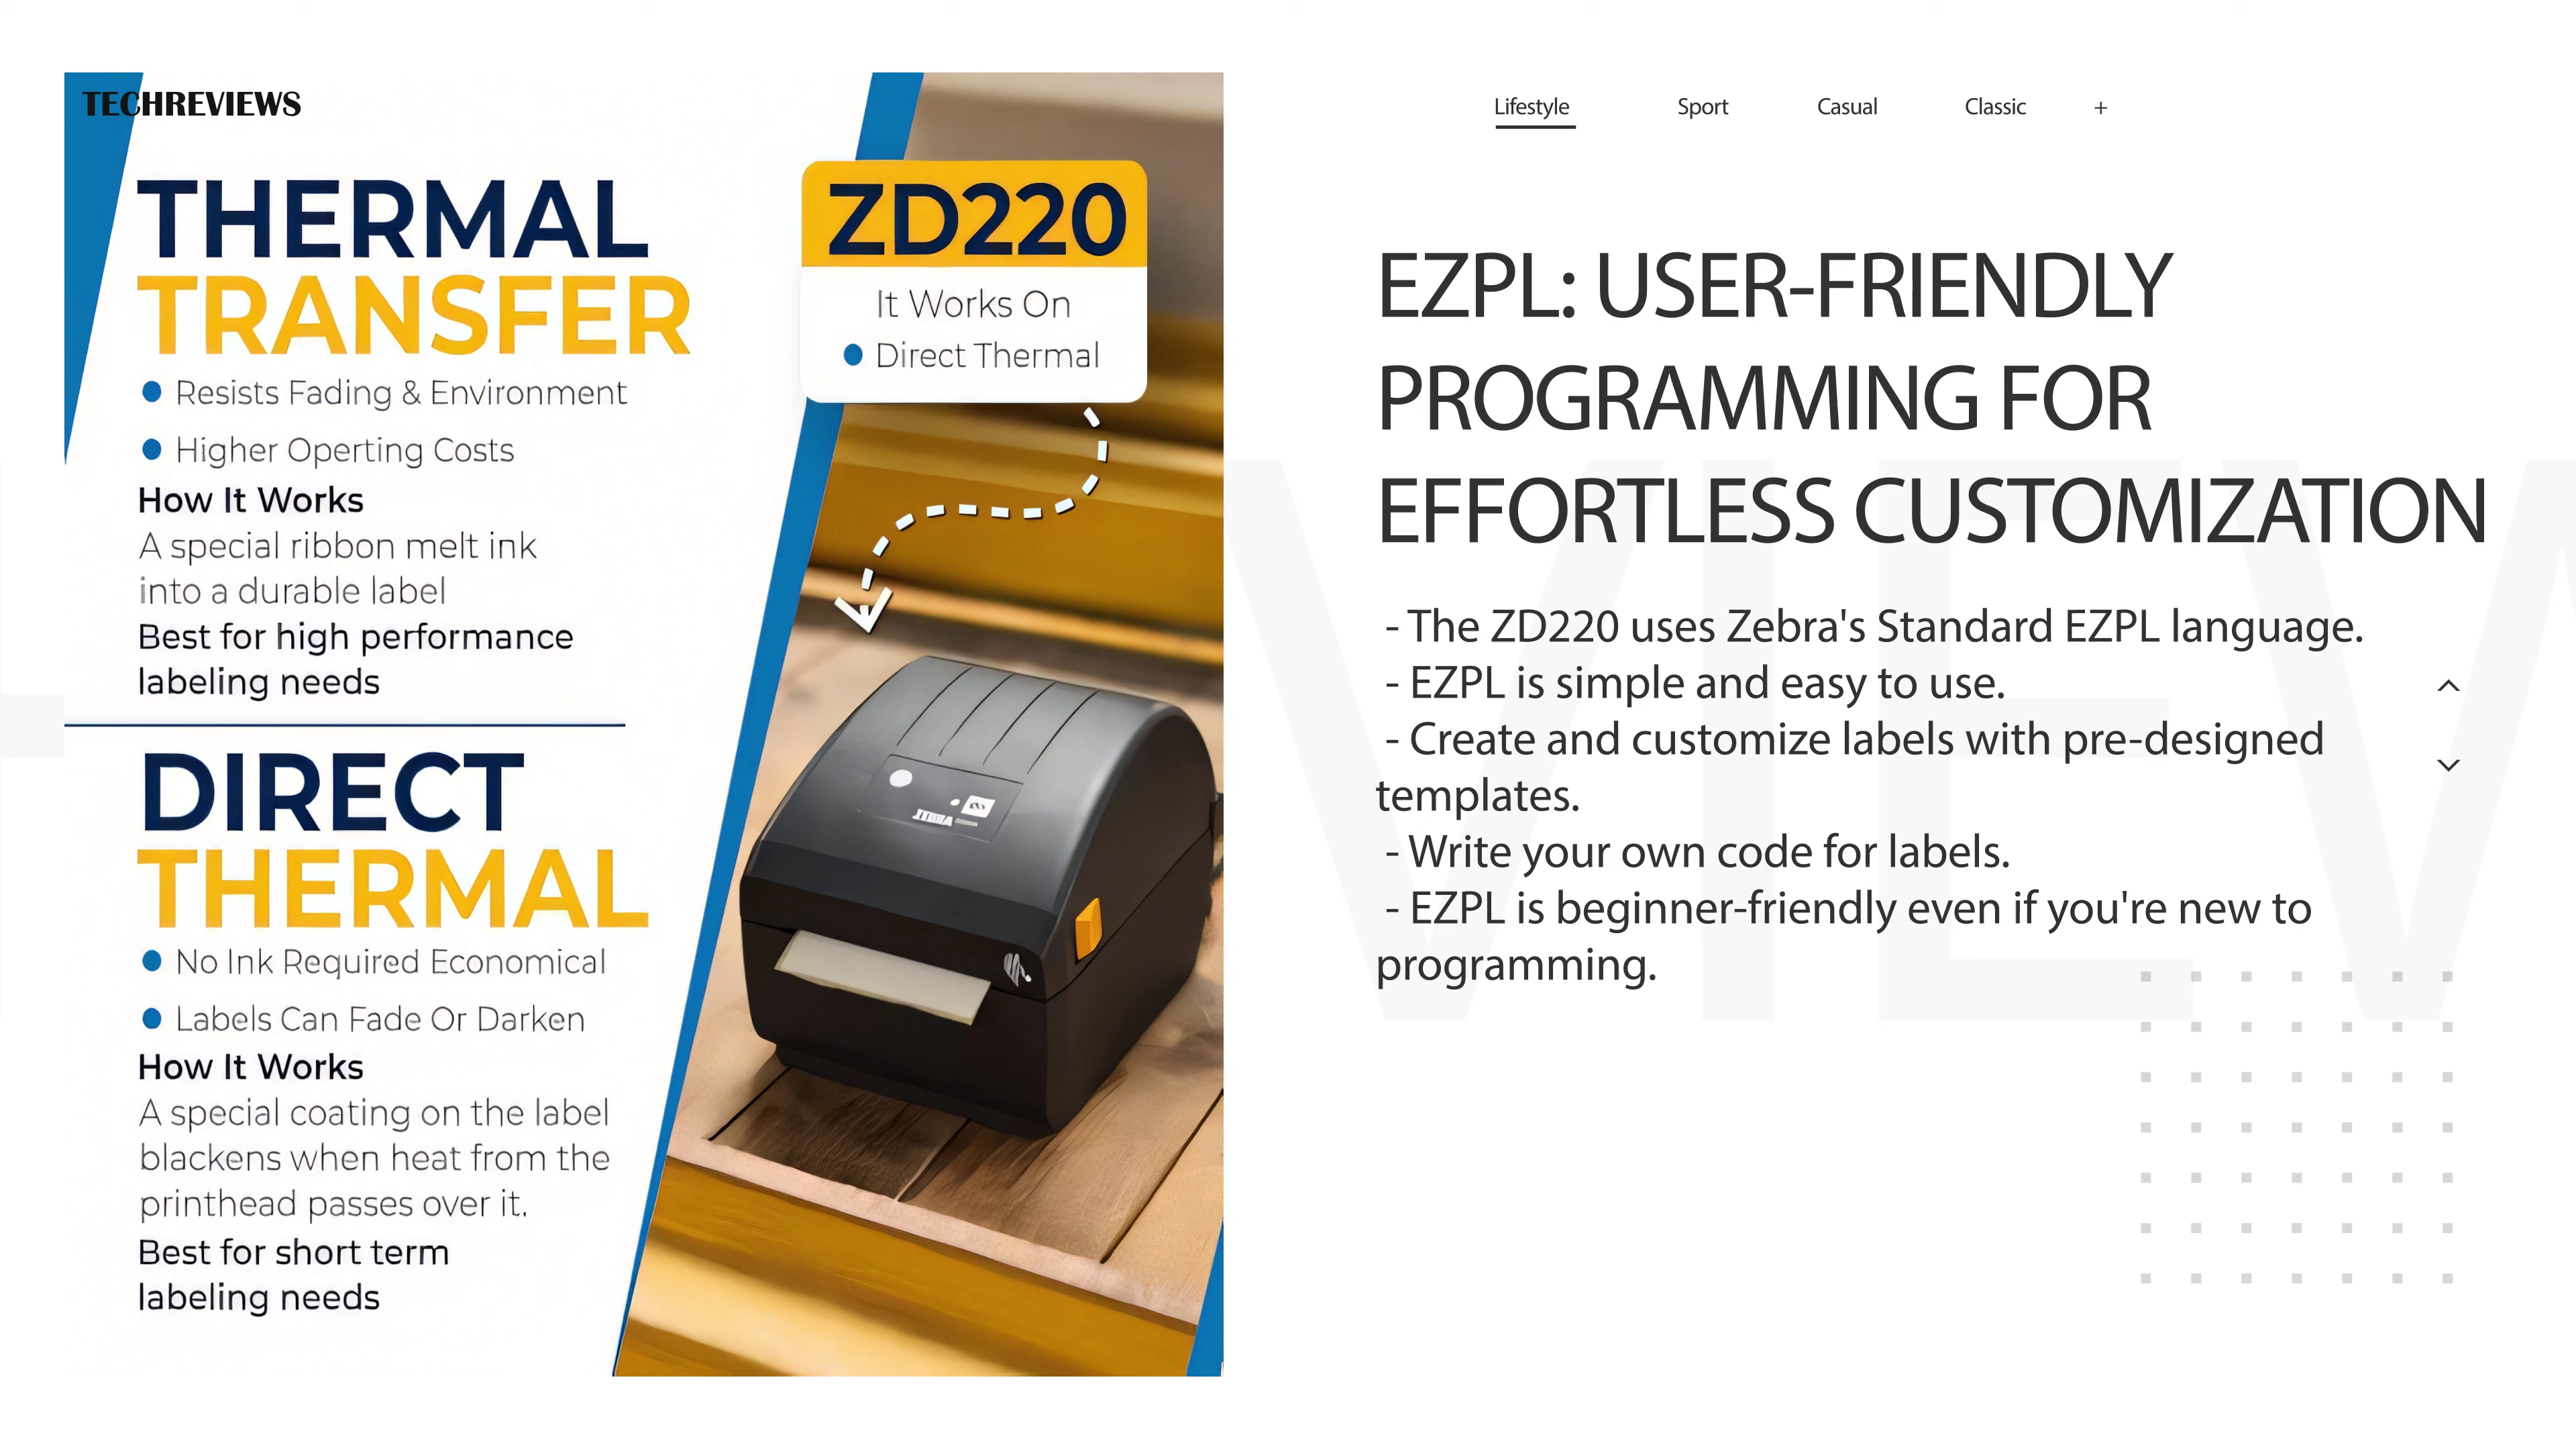 TECHREVIEWS
THERMAL
TRANSFER
Resists Fading & Environment
Higher Operting Costs
How It Works
A special ribbon melt ink
into a durable label
Best for high performance
labeling needs
DIRECT
THERMAL
No Ink Required Economical
Labels Can Fade Or Darken
How It Works
A special coating on the label
blackens when heat from the
printhead passes over it.
Best for short term
labeling needs
ZD220
It Works On
Direct Thermal
Lifestyle Sport Casual Classic +
EZPL: USER-FRIENDLY
PROGRAMMING FOR
EFFORTLESS CUSTOMIZATION
- The ZD220 uses Zebra's Standard EZPL language.
- EZPL is simple and easy to use.
- Create and customize labels with pre-designed
templates.
- Write your own code for labels.
- EZPL is beginner-friendly even if you're new to
programming.